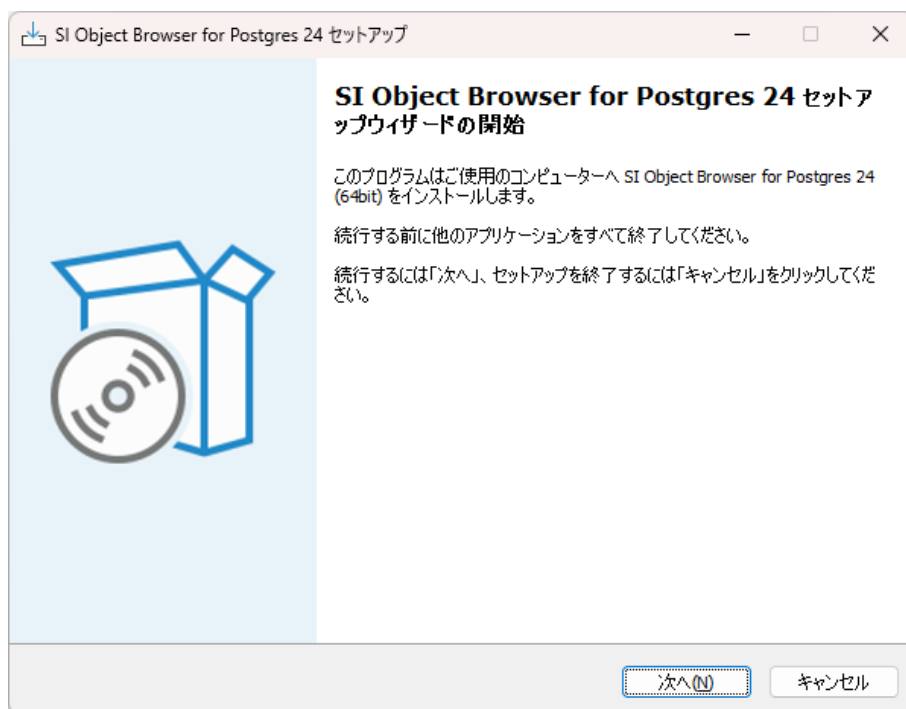 SI Object Browser for Postgres 24 セットアップ
SI Object Browser for Postgres 24 セットア
ップウィザードの開始
このプログラムはご使用のコンピューターへ SI Object Browser for Postgres 24
(64bit) をインストールします。
続行する前に他のアプリケーションをすべて終了してください。
続行するには「次へ」、セットアップを終了するには「キャンセル」をクリックしてくだ
さい。
次へ(N)
キャンセル